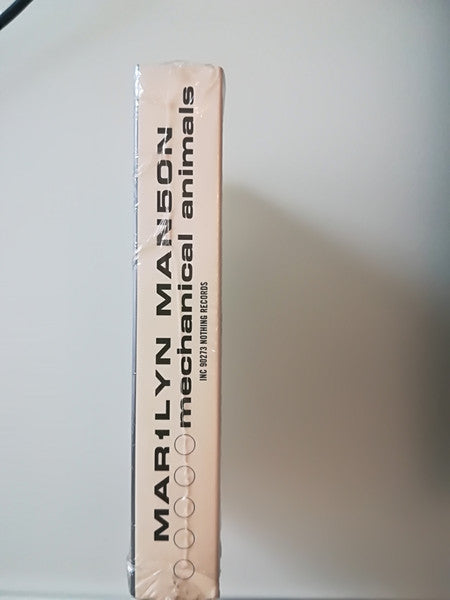 MAR1LYN MAN5ON
mechanical animals
INC 90273 NOTHING RECORDS